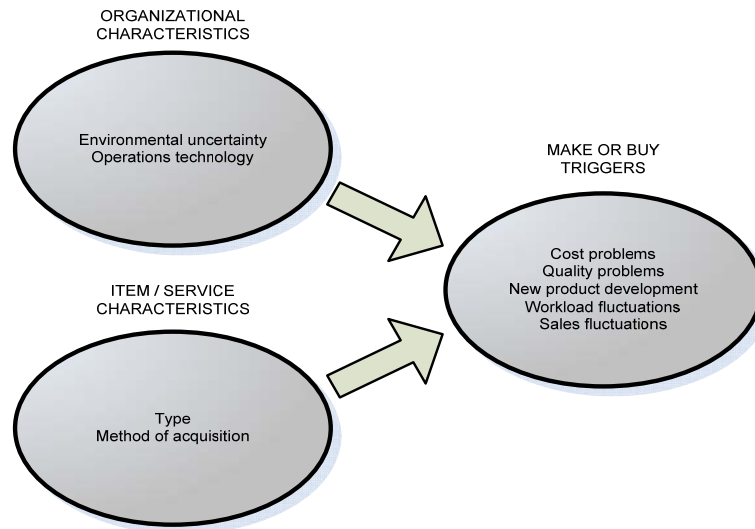 ORGANIZATIONAL
CHARACTERISTICS
Environmental uncertainty
Operations technology
MAKE OR BUY
TRIGGERS
Cost problems
Quality problems
New product development
Workload fluctuations
Sales fluctuations
ITEM / SERVICE
CHARACTERISTICS
Type
Method of acquisition